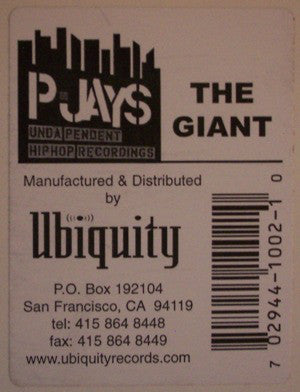 P-JAYS
UNDA PENDENT
HIPHOP RECORDINGS
THE
GIANT
Manufactured & Distributed
by
Ubiquity
P.O. Box 192104
San Francisco, CA 94119
tel: 415 864 8448
fax: 415 864 8449
www.ubiquityrecords.com
7 02944-1002-1 0